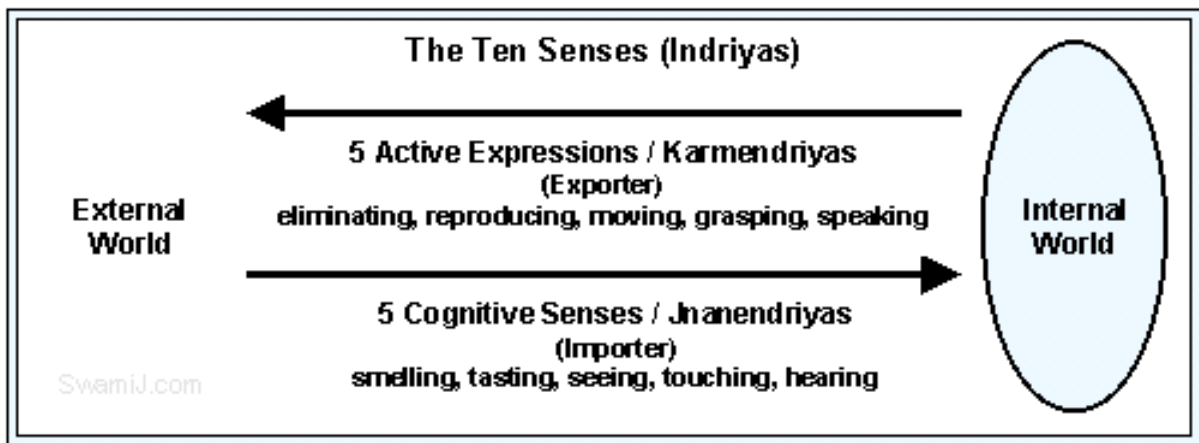 The Ten Senses (Indriyas)
5 Active Expressions / Karmendriyas
(Exporter)
eliminating, reproducing, moving, grasping, speaking
External
World
Internal
World
5 Cognitive Senses / Jnanendriyas
(Importer)
smelling, tasting, seeing, touching, hearing
SwamiJ.com